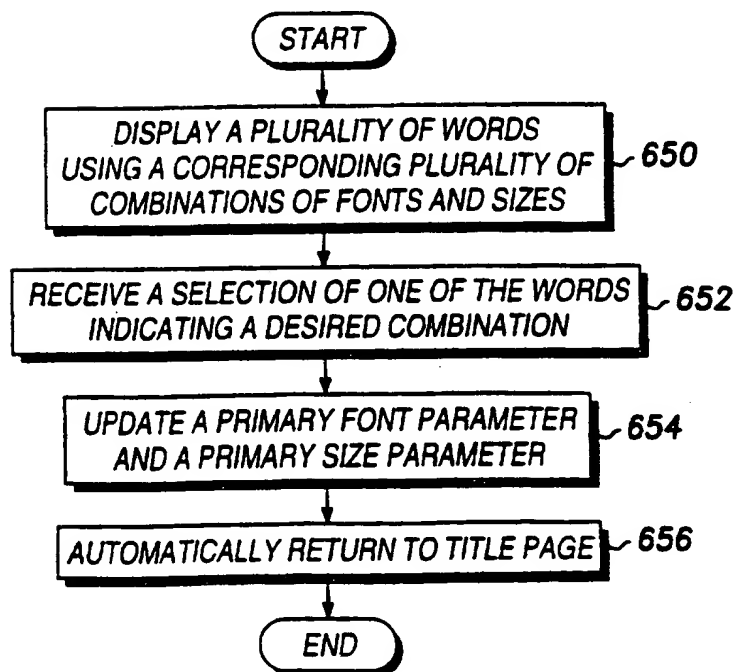 START
DISPLAY A PLURALITY OF WORDS
USING A CORRESPONDING PLURALITY OF
COMBINATIONS OF FONTS AND SIZES
650
RECEIVE A SELECTION OF ONE OF THE WORDS
INDICATING A DESIRED COMBINATION
652
UPDATE A PRIMARY FONT PARAMETER
AND A PRIMARY SIZE PARAMETER
654
AUTOMATICALLY RETURN TO TITLE PAGE
656
END